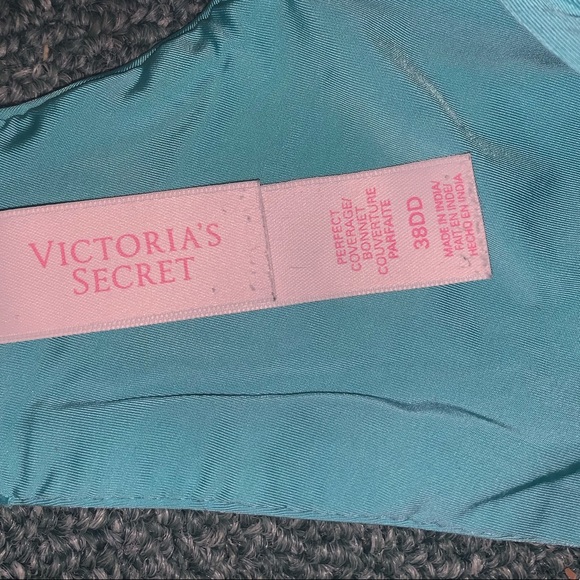 VICTORIA'S
SECRET
PERFECT
COVERAGE/
BONNET
COUVERTURE
PARFAITE
38DD
MADE IN INDIA/
FAIT EN INDE/
HECHO EN INDIA